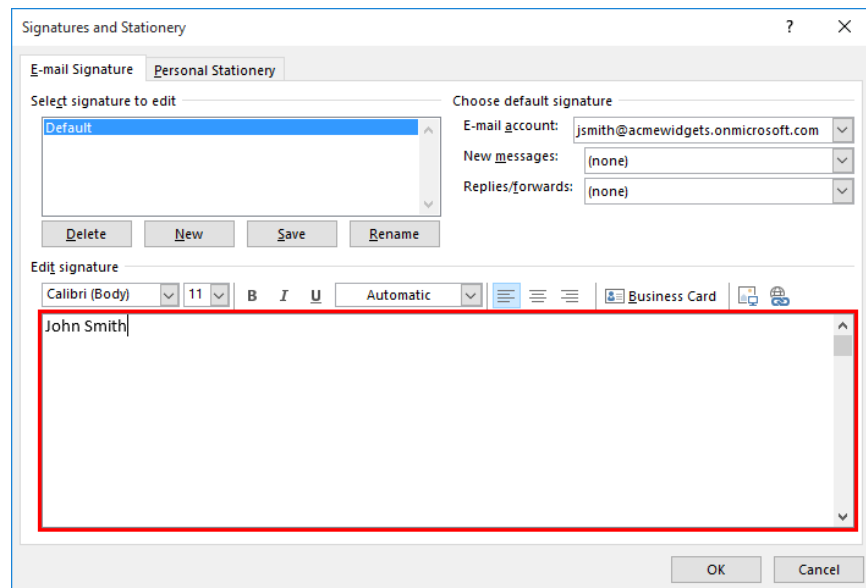 Signatures and Stationery ?
E-mail Signature Personal Stationery
Select signature to edit
Default
Delete New Save Rename
Choose default signature
E-mail account: jsmith@acmewidgets.onmicrosoft.com
New messages: (none)
Replies/forwards: (none)
Edit signature
Calibri (Body) 11 B I U Automatic Business Card
John Smith
OK Cancel